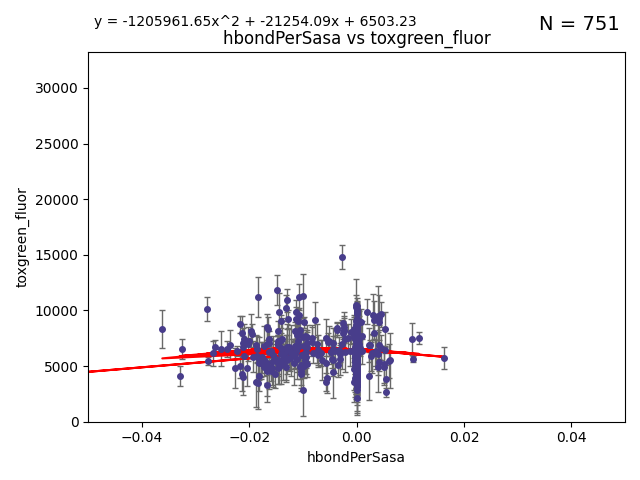 y = -1205961.65x^2 + -21254.09x + 6503.23
N = 751
hbondPerSasa vs toxgreen_fluor
30000
25000
20000
15000
10000
5000
0
toxgreen_fluor
−0.04
−0.02
0.00
0.02
0.04
hbondPerSasa